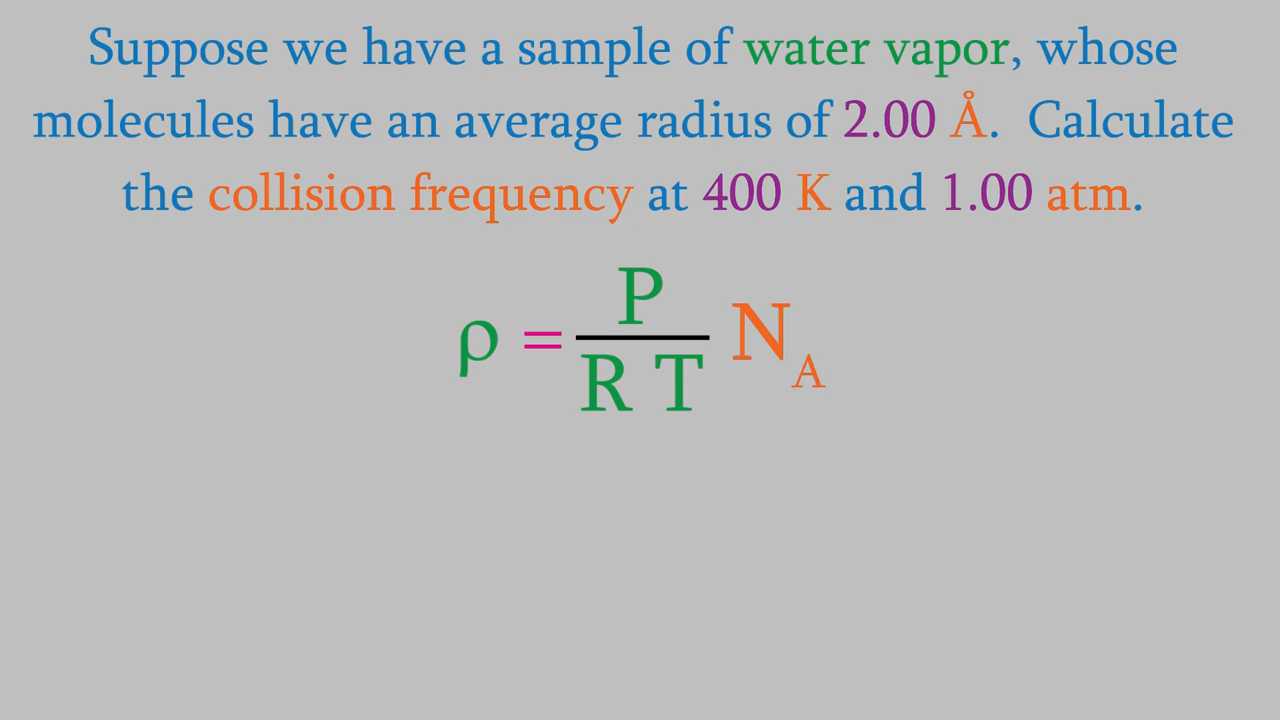 Suppose we have a sample of water vapor, whose
molecules have an average radius of 2.00 Å. Calculate
the collision frequency at 400 K and 1.00 atm.
ρ = P / R T N_A